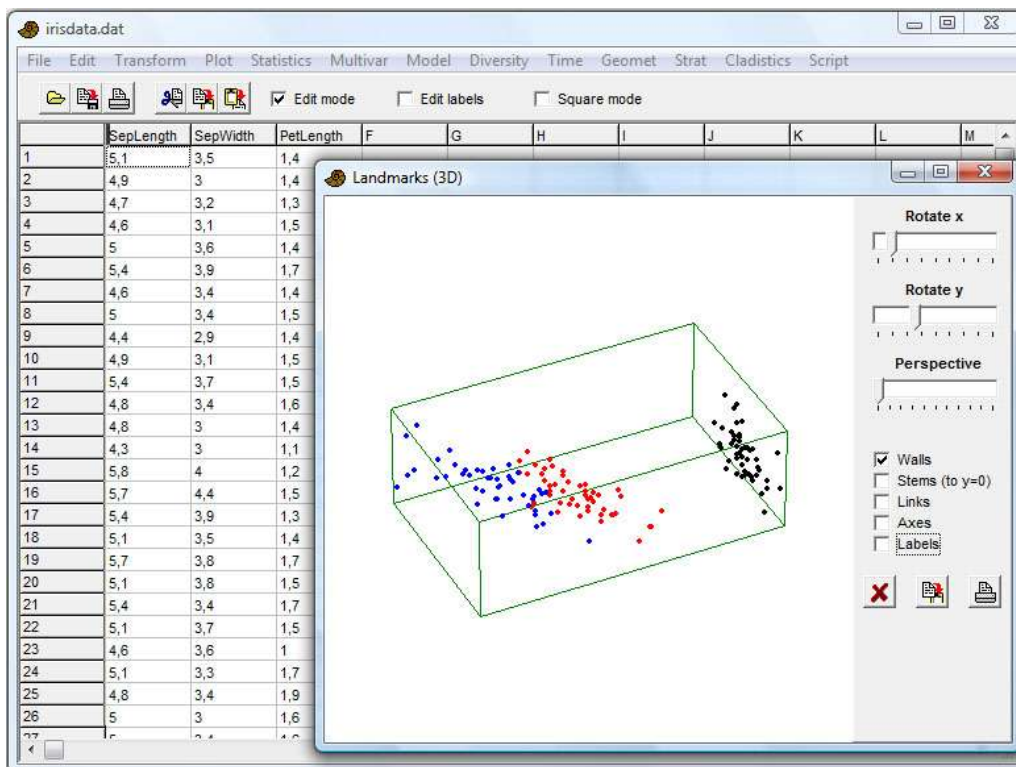 irisdata.dat
File Edit Transform Plot Statistics Multivar Model Diversity Time Geomet Strat Cladistics Script
Edit mode Edit labels Square mode
SepLength SepWidth PetLength F G H I J K L M
1 5,1 3,5 1,4
2 4,9 3 1,4
3 4,7 3,2 1,3
4 4,6 3,1 1,5
5 5 3,6 1,4
6 5,4 3,9 1,7
7 4,6 3,4 1,4
8 5 3,4 1,5
9 4,4 2,9 1,4
10 4,9 3,1 1,5
11 5,4 3,7 1,5
12 4,8 3,4 1,6
13 4,8 3 1,4
14 4,3 3 1,1
15 5,8 4 1,2
16 5,7 4,4 1,5
17 5,4 3,9 1,3
18 5,1 3,5 1,4
19 5,7 3,8 1,7
20 5,1 3,8 1,5
21 5,4 3,4 1,7
22 5,1 3,7 1,5
23 4,6 3,6 1
24 5,1 3,3 1,7
25 4,8 3,4 1,9
26 5 3 1,6
Landmarks (3D)
Rotate x
Rotate y
Perspective
Walls
Stems (to y=0)
Links
Axes
Labels